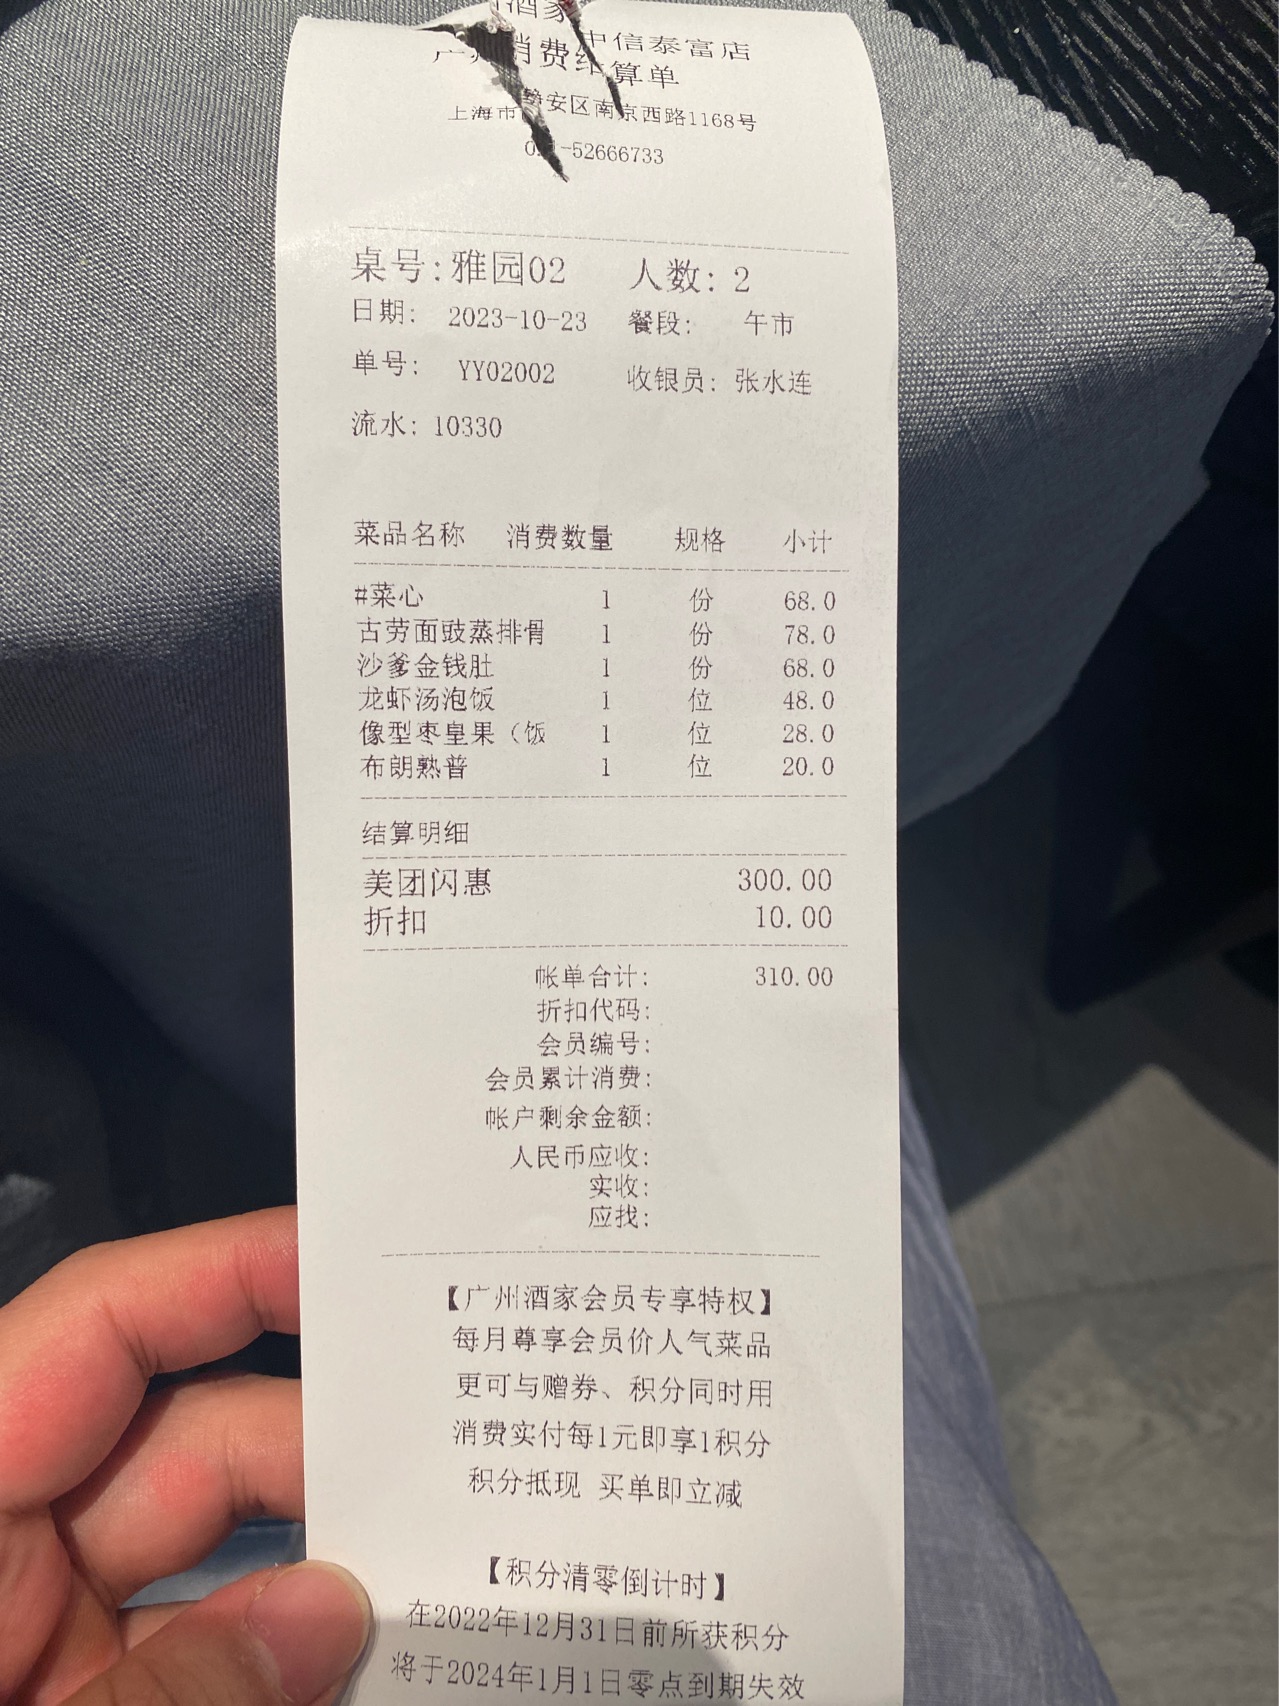 酒家中信泰富店
广州消费结算单
上海市静安区南京西路1168号
021-52666733
桌号:雅园02 人数: 2
日期: 2023-10-23 餐段: 午市
单号: YY02002 收银员: 张水连
流水: 10330
菜品名称 消费数量 规格 小计
#菜心 1 份 68.0
古劳面豉蒸排骨 1 份 78.0
沙爹金钱肚 1 份 68.0
龙虾汤泡饭 1 位 48.0
像型枣皇果（饭 1 位 28.0
布朗熟普 1 位 20.0
结算明细
美团闪惠 300.00
折扣 10.00
帐单合计: 310.00
折扣代码:
会员编号:
会员累计消费:
帐户剩余金额:
人民币应收:
实收:
应找:
【广州酒家会员专享特权】
每月尊享会员价人气菜品
更可与赠券、积分同时用
消费实付每1元即享1积分
积分抵现 买单即立减
【积分清零倒计时】
在2022年12月31日前所获积分
将于2024年1月1日零点到期失效